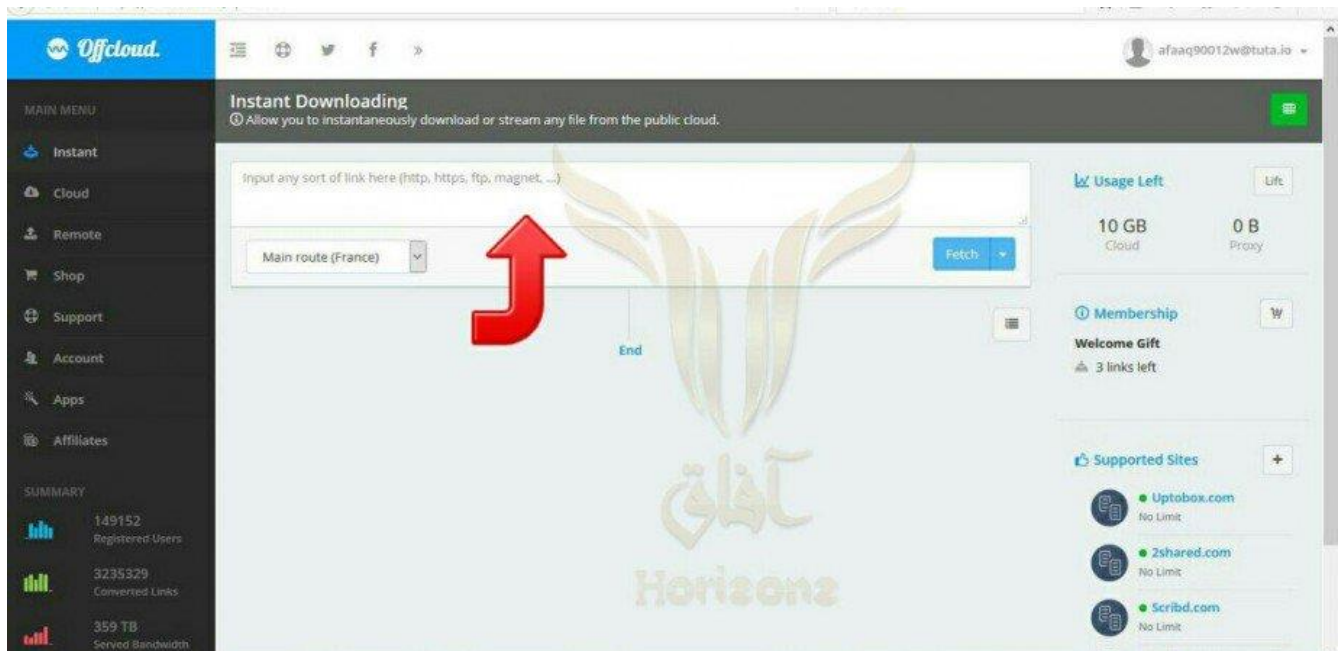 Offcloud.
afaaq90012w@tuta.io
MAIN MENU
Instant
Cloud
Remote
Shop
Support
Account
Apps
Affiliates
SUMMARY
149152
Registered Users
3235329
Converted Links
359 TB
Served Bandwidth
Instant Downloading
Allow you to instantaneously download or stream any file from the public cloud.
Input any sort of link here (http, https, ftp, magnet, ...)
Main route (France)
Fetch
End
آفاق
Horizons
Usage Left
Lift
10 GB
Cloud
0 B
Proxy
Membership
Welcome Gift
3 links left
Supported Sites
Uptobox.com
No Limit
2shared.com
No Limit
Scribd.com
No Limit